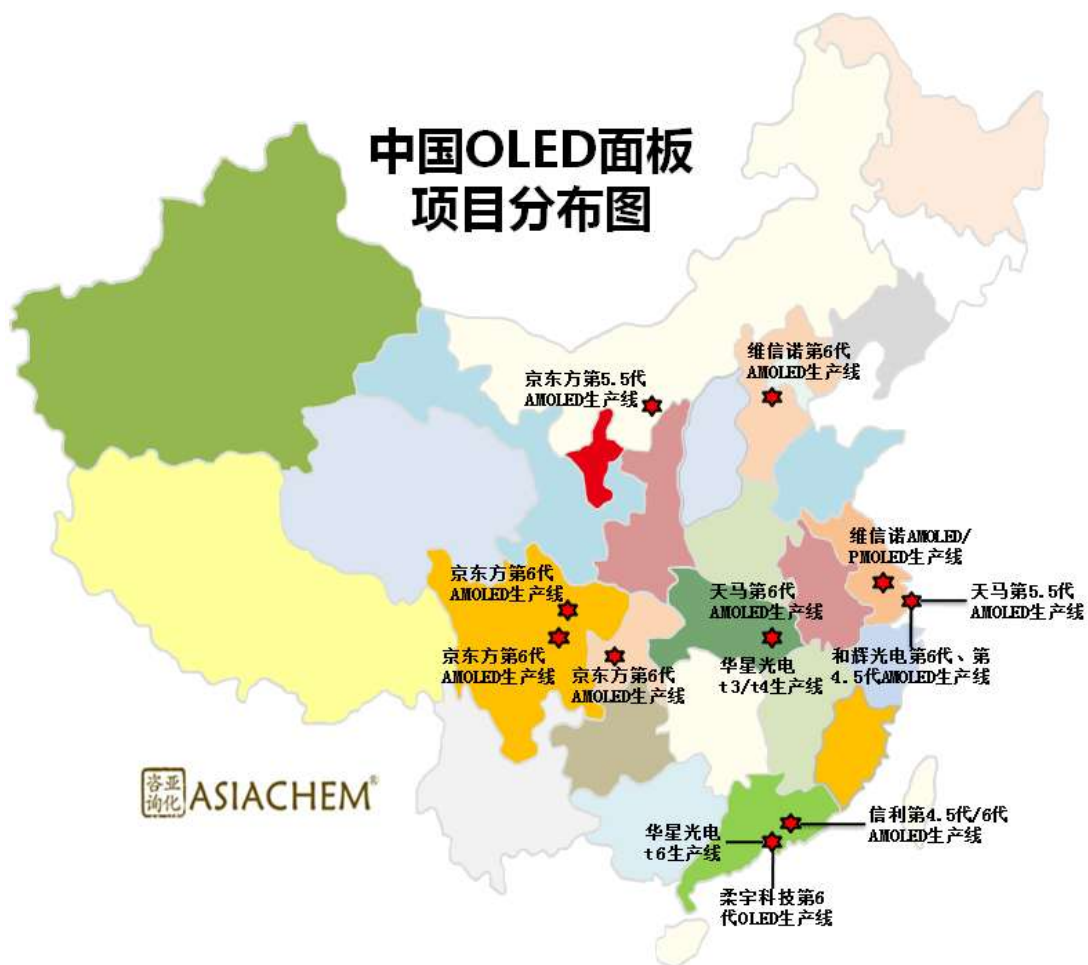 中国OLED面板
项目分布图
维信诺第6代
AMOLED生产线
京东方第5.5代
AMOLED生产线
维信诺AMOLED/
PMOLED生产线
京东方第6代
AMOLED生产线
天马第6代
AMOLED生产线
天马第5.5代
AMOLED生产线
京东方第6代
AMOLED生产线
京东方第6代
AMOLED生产线
华星光电
t3/t4生产线
和辉光电第6代、第
4.5代AMOLED生产线
咨亚
询化
ASIACHEM®
信利第4.5代/6代
AMOLED生产线
华星光电
t6生产线
柔宇科技第6
代OLED生产线